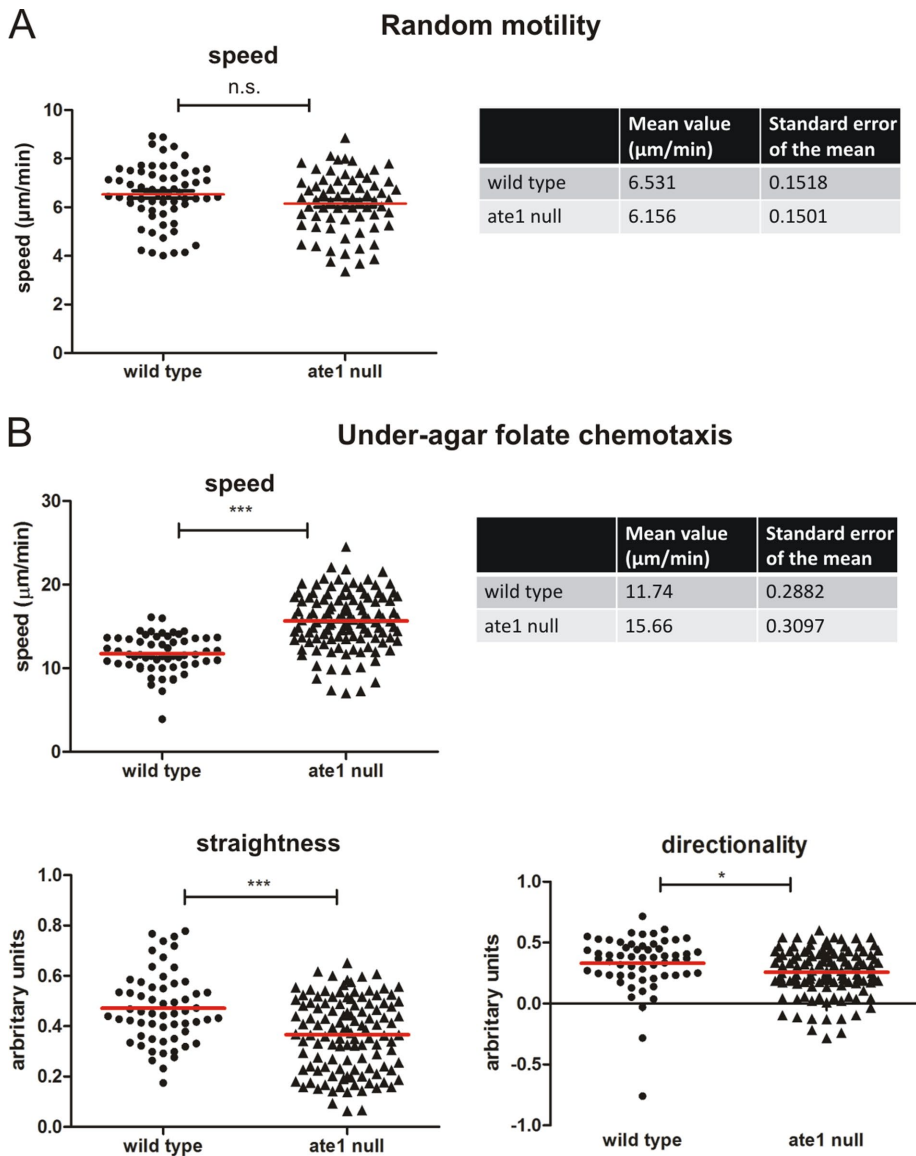 A
Random motility
speed
n.s.
10
8
6
4
2
0
speed (µm/min)
wild type
ate1 null
Mean value (µm/min)
Standard error of the mean
wild type 6.531 0.1518
ate1 null 6.156 0.1501
B
Under-agar folate chemotaxis
speed
***
30
20
10
0
speed (µm/min)
wild type
ate1 null
Mean value (µm/min)
Standard error of the mean
wild type 11.74 0.2882
ate1 null 15.66 0.3097
straightness
***
1.0
0.8
0.6
0.4
0.2
0.0
arbritary units
wild type
ate1 null
directionality
*
1.0
0.5
0.0
-0.5
-1.0
arbritary units
wild type
ate1 null